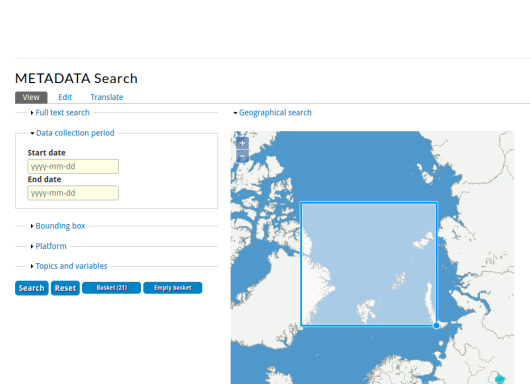 METADATA Search
View Edit Translate
Full text search
Data collection period
Start date
yyyy-mm-dd
End date
yyyy-mm-dd
Bounding box
Platform
Topics and variables
Search Reset Basket (21) Empty basket
Geographical search
+
−